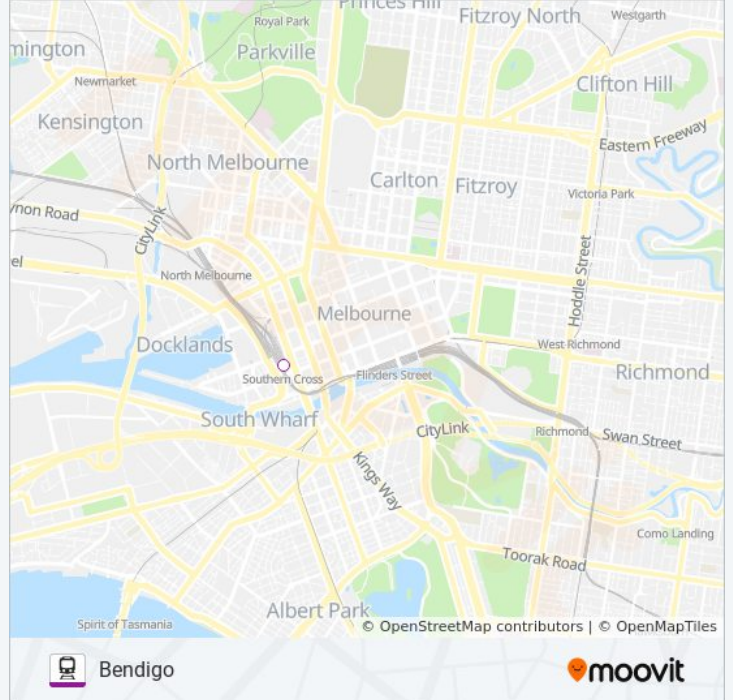 Princes Hill
Fitzroy North
Westgarth
Royal Park
mington
Parkville
Newmarket
Clifton Hill
Kensington
Eastern Freeway
North Melbourne
Carlton
Fitzroy
Victoria Park
ynon Road
CityLink
Hoddle Street
el
North Melbourne
Melbourne
Docklands
West Richmond
Southern Cross
Flinders Street
Richmond
South Wharf
CityLink
Richmond
Swan Street
Kings Way
Como Landing
Toorak Road
Albert Park
Spirit of Tasmania
© OpenStreetMap contributors | © OpenMapTiles
Bendigo
moovit